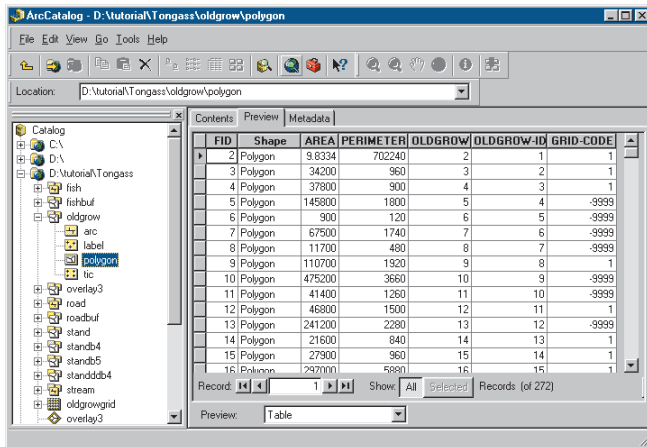 ArcCatalog - D:\tutorial\Tongass\oldgrow\polygon
File Edit View Go Tools Help
Location: D:\tutorial\Tongass\oldgrow\polygon
Catalog
C:\
D:\
D:\tutorial\Tongass
fish
fishbuf
oldgrow
arc
label
polygon
tic
overlay3
road
roadbuf
stand
standb4
standb5
standddb4
stream
oldgrowgrid
overlay3
Contents Preview Metadata
FID Shape AREA PERIMETER OLDGROW OLDGROW-ID GRID-CODE
2 Polygon 9.8334 702240 2 1 1
3 Polygon 34200 960 3 2 1
4 Polygon 37800 900 4 3 1
5 Polygon 145800 1800 5 4 -9999
6 Polygon 900 120 6 5 -9999
7 Polygon 67500 1740 7 6 -9999
8 Polygon 11700 480 8 7 -9999
9 Polygon 110700 1920 9 8 1
10 Polygon 475200 3660 10 9 -9999
11 Polygon 41400 1260 11 10 -9999
12 Polygon 46800 1500 12 11 1
13 Polygon 241200 2280 13 12 -9999
14 Polygon 21600 840 14 13 1
15 Polygon 27900 960 15 14 1
16 Polygon 297000 5880 16 15 1
Record: 1 Show: All Selected Records (of 272)
Preview: Table